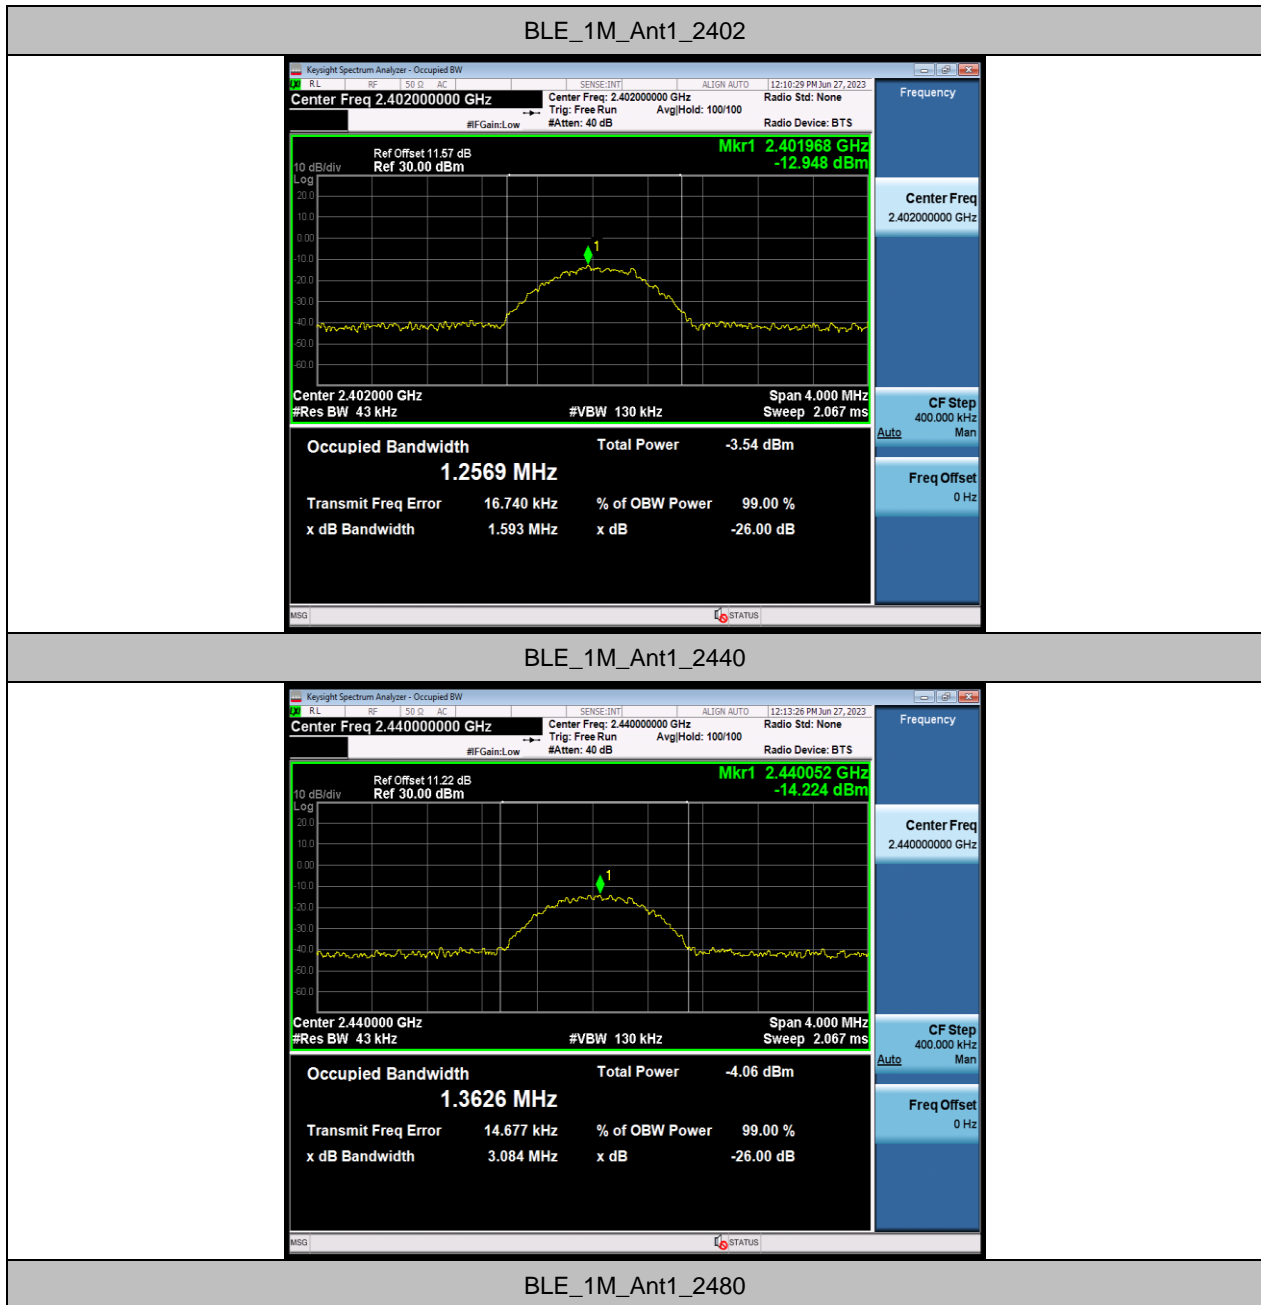 BLE_1M_Ant1_2402
Keysight Spectrum Analyzer - Occupied BW
RL RF 50 Ω AC SENSE:INT ALIGN AUTO 12:10:29 PM Jun 27, 2023
Center Freq 2.402000000 GHz
Center Freq: 2.402000000 GHz
Radio Std: None
Trig: Free Run Avg|Hold: 100/100
#IFGain:Low #Atten: 40 dB Radio Device: BTS
Frequency
Mkr1 2.401968 GHz
-12.948 dBm
Ref Offset 11.57 dB
10 dB/div Ref 30.00 dBm
Log
20.0
10.0
0.00
-10.0
-20.0
-30.0
-40.0
-50.0
-60.0
1
Center 2.402000 GHz Span 4.000 MHz
#Res BW 43 kHz #VBW 130 kHz Sweep 2.067 ms
Center Freq
2.402000000 GHz
CF Step
400.000 kHz
Auto Man
Freq Offset
0 Hz
Occupied Bandwidth Total Power -3.54 dBm
1.2569 MHz
Transmit Freq Error 16.740 kHz % of OBW Power 99.00 %
x dB Bandwidth 1.593 MHz x dB -26.00 dB
MSG STATUS
BLE_1M_Ant1_2440
Keysight Spectrum Analyzer - Occupied BW
RL RF 50 Ω AC SENSE:INT ALIGN AUTO 12:13:26 PM Jun 27, 2023
Center Freq 2.440000000 GHz
Center Freq: 2.440000000 GHz
Radio Std: None
Trig: Free Run Avg|Hold: 100/100
#IFGain:Low #Atten: 40 dB Radio Device: BTS
Frequency
Mkr1 2.440052 GHz
-14.224 dBm
Ref Offset 11.22 dB
10 dB/div Ref 30.00 dBm
Log
20.0
10.0
0.00
-10.0
-20.0
-30.0
-40.0
-50.0
-60.0
1
Center 2.440000 GHz Span 4.000 MHz
#Res BW 43 kHz #VBW 130 kHz Sweep 2.067 ms
Center Freq
2.440000000 GHz
CF Step
400.000 kHz
Auto Man
Freq Offset
0 Hz
Occupied Bandwidth Total Power -4.06 dBm
1.3626 MHz
Transmit Freq Error 14.677 kHz % of OBW Power 99.00 %
x dB Bandwidth 3.084 MHz x dB -26.00 dB
MSG STATUS
BLE_1M_Ant1_2480